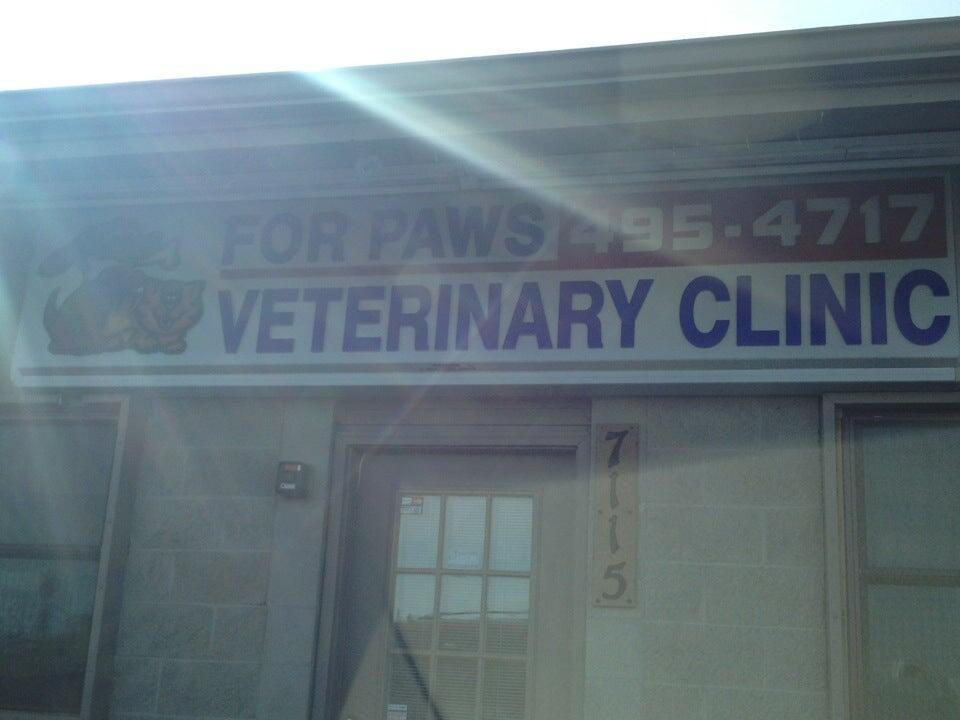 FOR PAWS 495-4717
VETERINARY CLINIC
7115